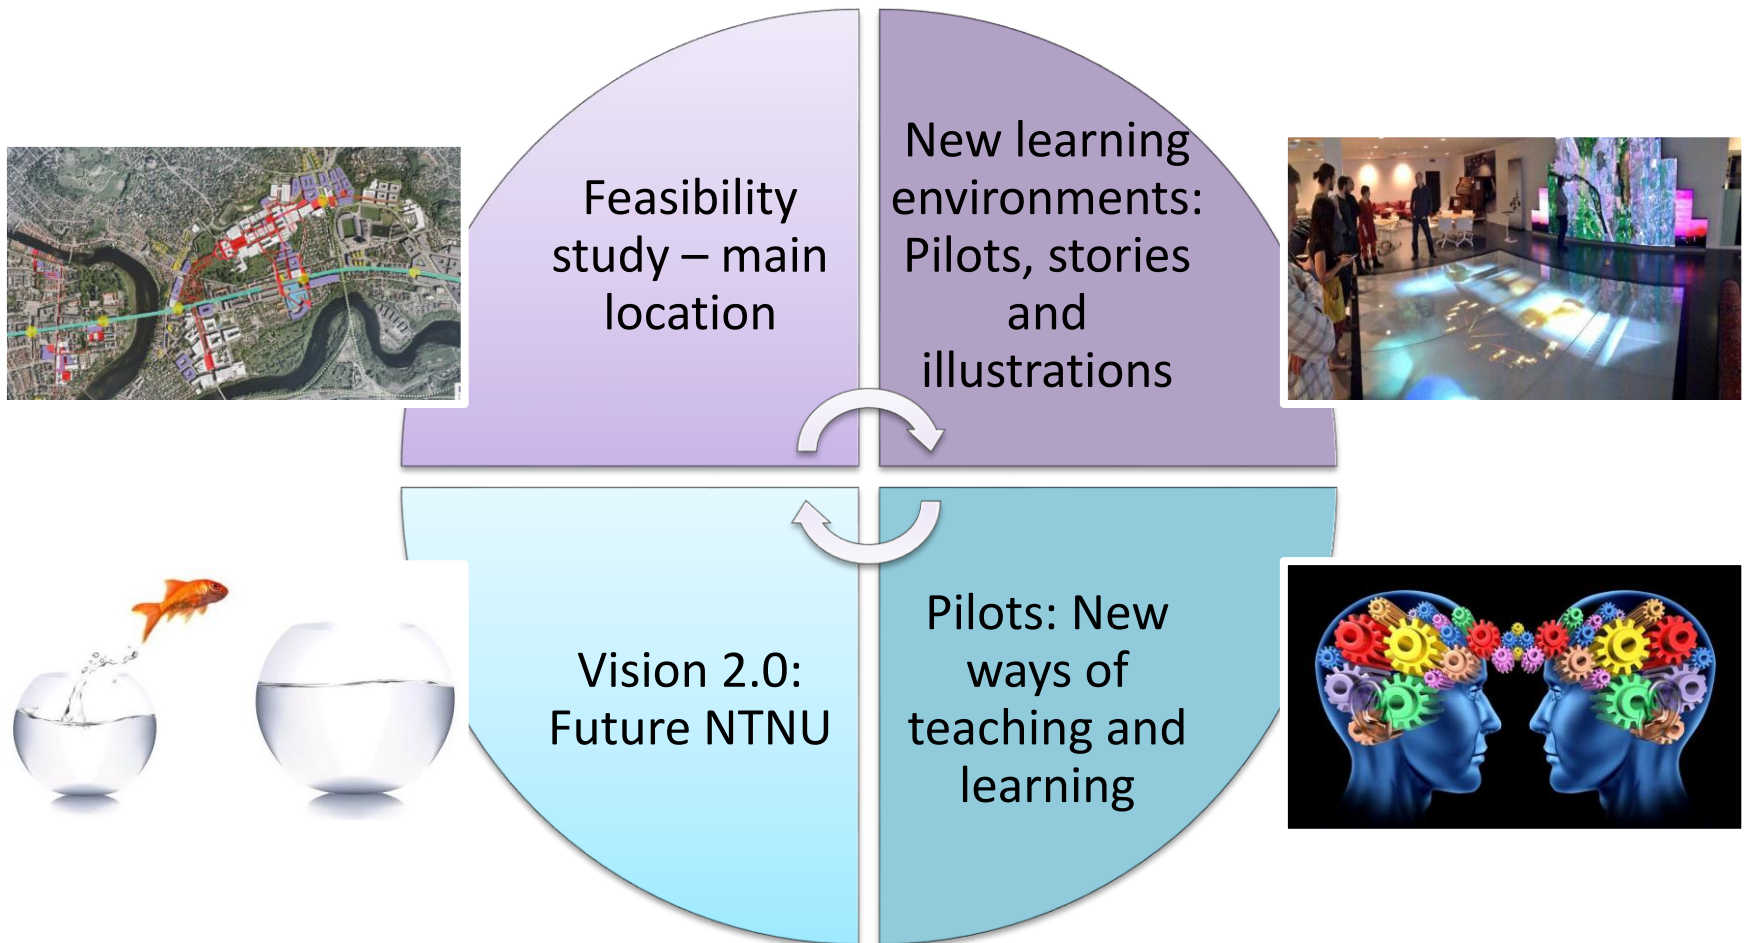 Feasibility
study – main
location
New learning
environments:
Pilots, stories
and
illustrations
Vision 2.0:
Future NTNU
Pilots: New
ways of
teaching and
learning